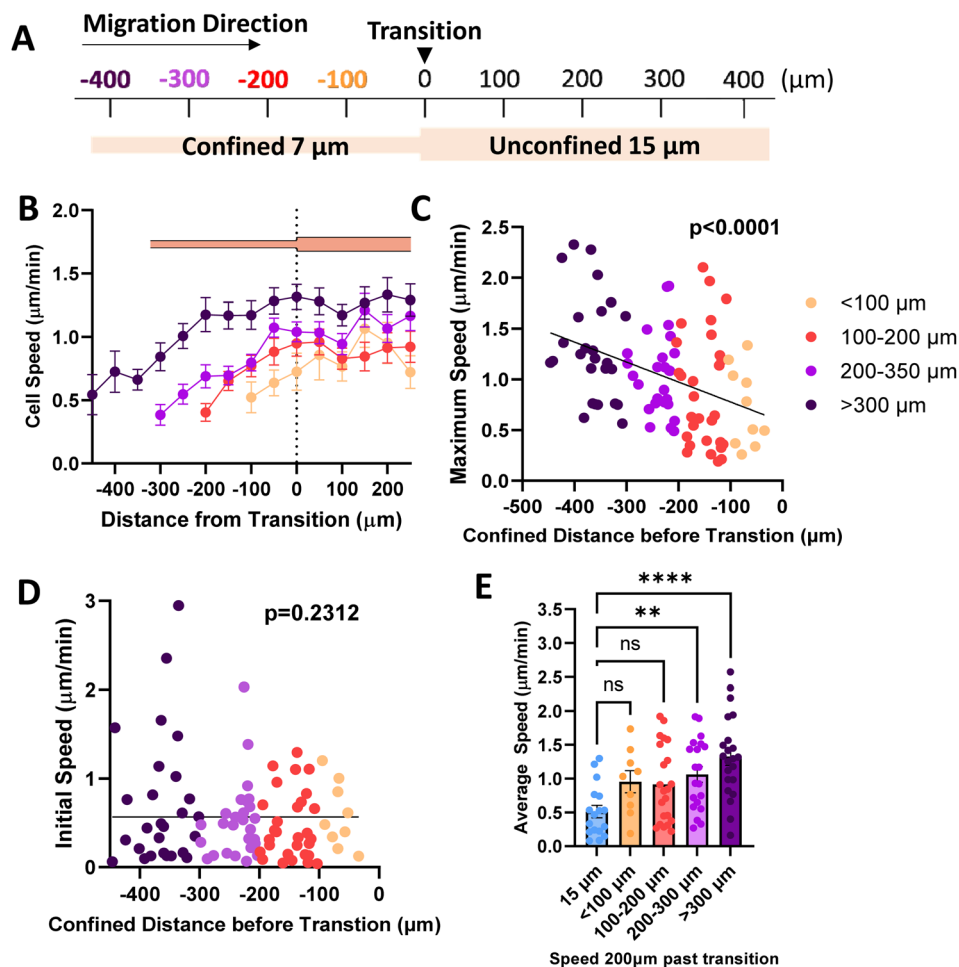 A
Migration Direction
Transition
-400 -300 -200 -100 0 100 200 300 400 (µm)
Confined 7 µm
Unconfined 15 µm
B
Cell Speed (µm/min)
2.0
1.5
1.0
0.5
0.0
-400 -300 -200 -100 0 100 200
Distance from Transition (µm)
C
p<0.0001
Maximum Speed (µm/min)
2.5
2.0
1.5
1.0
0.5
0.0
-500 -400 -300 -200 -100 0
Confined Distance before Transtion (µm)
<100 µm
100-200 µm
200-350 µm
>300 µm
D
p=0.2312
Initial Speed (µm/min)
3
2
1
0
-400 -300 -200 -100 0
Confined Distance before Transition (µm)
E
****
**
ns
ns
Average Speed (µm/min)
3.5
3.0
2.5
2.0
1.5
1.0
0.5
0.0
15 µm
<100 µm
100-200 µm
200-300 µm
>300 µm
Speed 200µm past transition